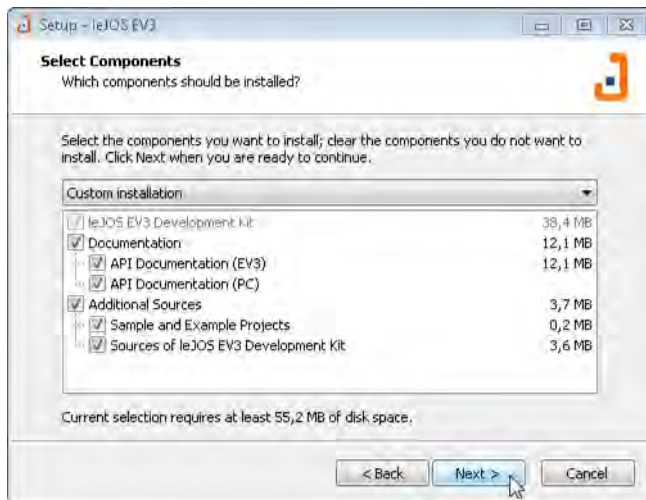 Setup - leJOS EV3
Select Components
Which components should be installed?
Select the components you want to install; clear the components you do not want to
install. Click Next when you are ready to continue.
Custom installation
leJOS EV3 Development Kit 38,4 MB
Documentation 12,1 MB
API Documentation (EV3) 12,1 MB
API Documentation (PC)
Additional Sources 3,7 MB
Sample and Example Projects 0,2 MB
Sources of leJOS EV3 Development Kit 3,6 MB
Current selection requires at least 55,2 MB of disk space.
< Back Next > Cancel